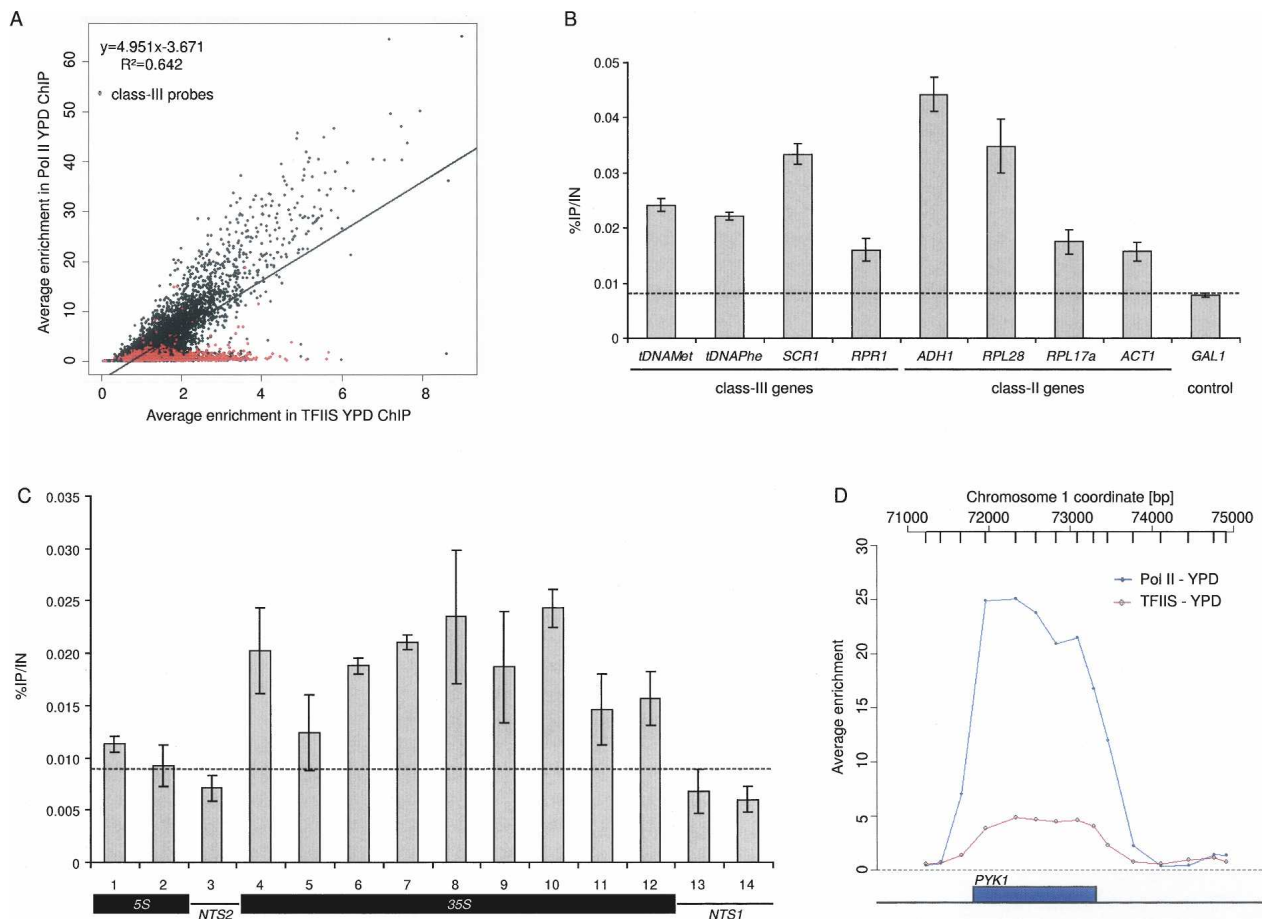 A
y=4.951x-3.671
R²=0.642
class-III probes
Average enrichment in Pol II YPD ChIP
60
50
40
30
20
10
0
0 2 4 6 8
Average enrichment in TFIIS YPD ChIP
B
%IP/IN
0.05
0.04
0.03
0.02
0.01
0
tDNAMet tDNAPhe SCR1 RPR1 ADH1 RPL28 RPL17a ACT1 GAL1
class-III genes class-II genes control
C
%IP/IN
0.035
0.030
0.025
0.020
0.015
0.010
0.005
0
1 2 3 4 5 6 7 8 9 10 11 12 13 14
5S NTS2 35S NTS1
D
Chromosome 1 coordinate [bp]
71000 72000 73000 74000 75000
Average enrichment
30
25
20
15
10
5
0
Pol II - YPD
TFIIS - YPD
PYK1